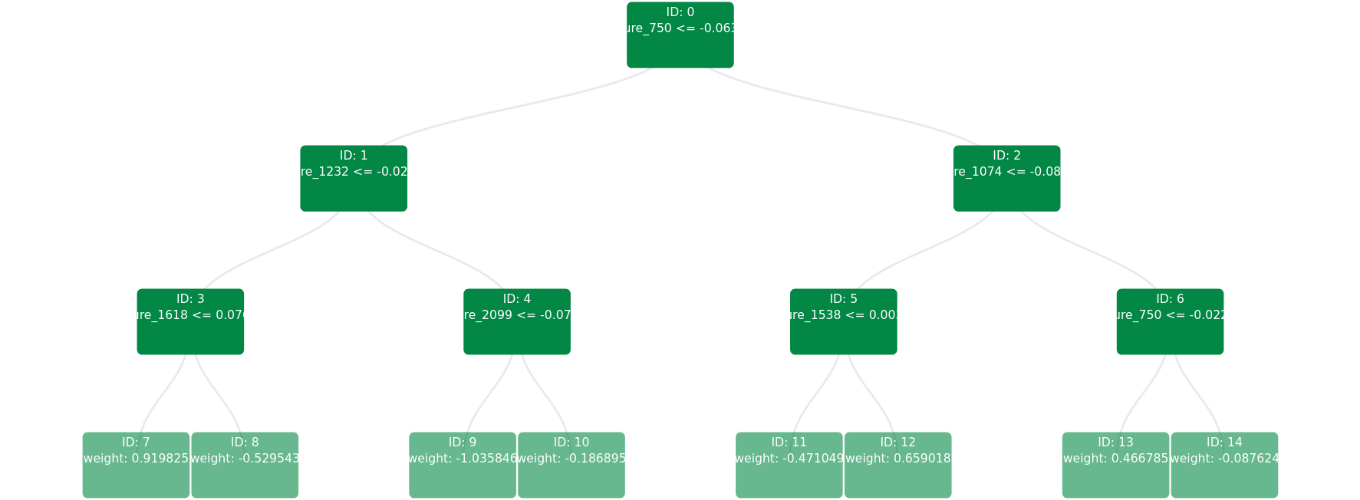 ID: 0
ure_750 <= -0.063
ID: 1
re_1232 <= -0.02
ID: 2
re_1074 <= -0.08
ID: 3
ure_1618 <= 0.070
ID: 4
re_2099 <= -0.07
ID: 5
ure_1538 <= 0.003
ID: 6
ure_750 <= -0.022
ID: 7
weight: 0.919825
ID: 8
weight: -0.529543
ID: 9
weight: -1.035846
ID: 10
weight: -0.186895
ID: 11
weight: -0.471049
ID: 12
weight: 0.659018
ID: 13
weight: 0.466785
ID: 14
weight: -0.087624